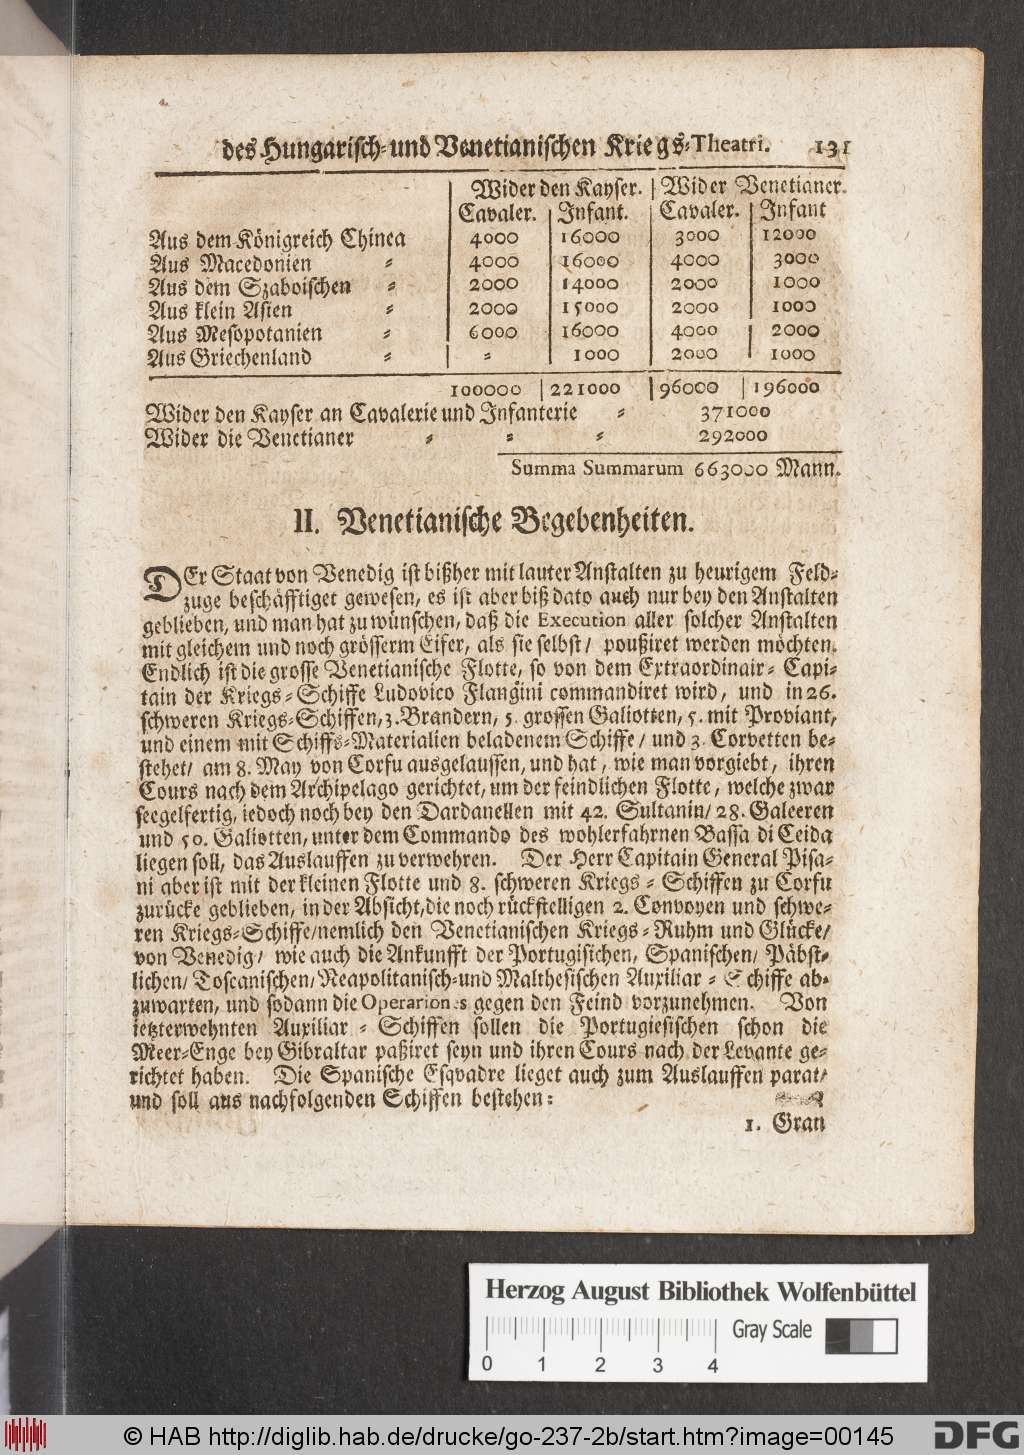 des Hungarisch- und Venetianischen Kriegs-Theatri. 131
Wider den Kayser. | Wider Venetianer.
Cavaler. | Infant. | Cavaler. | Infant
Aus dem Königreich Chinea | 4000 | 16000 | 3000 | 12000
Aus Macedonien = | 4000 | 16000 | 4000 | 3000
Aus dem Szaboischen = | 2000 | 14000 | 2000 | 1000
Aus klein Asien = | 2000 | 15000 | 2000 | 1000
Aus Mesopotanien = | 6000 | 16000 | 4000 | 2000
Aus Griechenland = | = | 1000 | 2000 | 1000
100000 | 221000 | 96000 | 196000
Wider den Kayser an Cavalerie und Infanterie = 371000
Wider die Venetianer = = = 292000
Summa Summarum 663000 Mann.
II. Venetianische Begebenheiten.
DEr Staat von Venedig ist bißher mit lauter Anstalten zu heurigem Feld-
zuge beschäfftiget gewesen, es ist aber biß dato auch nur bey den Anstalten
geblieben, und man hat zu wünschen, daß die Execution aller solcher Anstalten
mit gleichem und noch grösserm Eifer, als sie selbst/ poußiret werden möchten.
Endlich ist die grosse Venetianische Flotte, so von dem Extraordinair-Capi-
tain der Kriegs-Schiffe Ludovico Flangini commandiret wird, und in 26.
schweren Kriegs-Schiffen, 3. Brandern, 5. grossen Galiotten, 5. mit Proviant,
und einem mit Schiffs-Materialien beladenem Schiffe/ und 3. Corvetten be-
stehet/ am 8. May von Corfu ausgelauffen, und hat, wie man vorgiebt, ihren
Cours nach dem Archipelago gerichtet, um der feindlichen Flotte, welche zwar
seegelfertig, iedoch noch bey den Dardanellen mit 42. Sultanin/ 28. Galeeren
und 50. Galiotten, unter dem Commando des wohlerfahrnen Bassa di Ceida
liegen soll, das Auslauffen zu verwehren. Der Herr Capitain General Pisa-
ni aber ist mit der kleinen Flotte und 8. schweren Kriegs-Schiffen zu Corfu
zurücke geblieben, in der Absicht, die noch rückstelligen 2. Convoyen und schwe-
ren Kriegs-Schiffe/ nemlich den Venetianischen Kriegs-Ruhm und Glücke/
von Venedig/ wie auch die Ankunfft der Portugisichen, Spanischen/ Päbst-
lichen/ Toscanischen/ Neapolitanisch- und Malthesischen Auxiliar-Schiffe ab-
zuwarten, und sodann die Operationes gegen den Feind vorzunehmen. Von
ietzterwehnten Auxiliar-Schiffen sollen die Portugiesischen schon die
Meer-Enge bey Gibraltar paßiret seyn und ihren Cours nach der Levante ge-
richtet haben. Die Spanische Esqvadre lieget auch zum Auslauffen parat/
und soll aus nachfolgenden Schiffen bestehen:
1. Gran
Herzog August Bibliothek Wolfenbüttel
Gray Scale
0 1 2 3 4
© HAB http://diglib.hab.de/drucke/go-237-2b/start.htm?image=00145
DFG